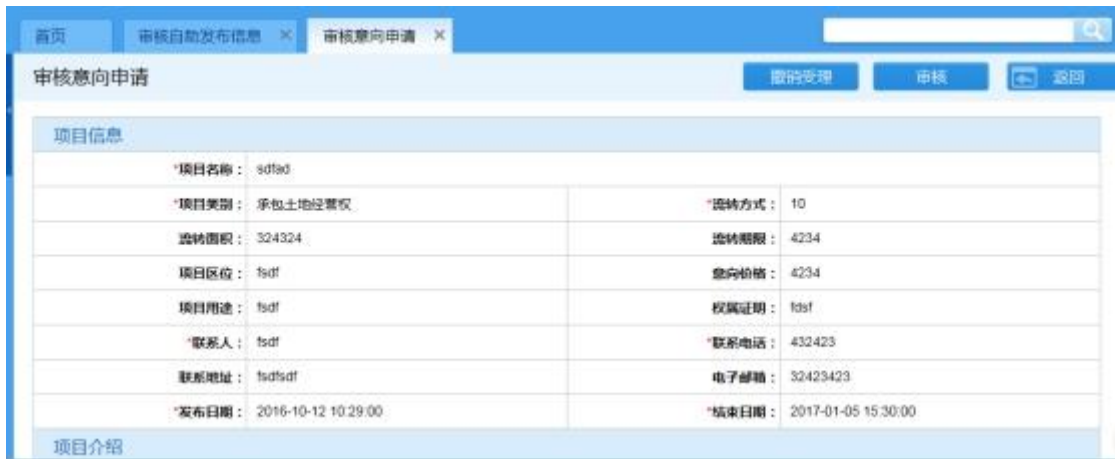 首页 审核自助发布信息 × 审核意向申请 ×
审核意向申请 撤销受理 审核 返回
项目信息
*项目名称： sdfad
*项目类别： 承包土地经营权 *流转方式： 10
流转面积： 324324 流转期限： 4234
项目区位： fsdf 意向价格： 4234
项目用途： fsdf 权属证明： fdsf
*联系人： fsdf *联系电话： 432423
联系地址： fsdfsdf 电子邮箱： 32423423
*发布日期： 2016-10-12 10:29:00 *结束日期： 2017-01-05 15:30:00
项目介绍